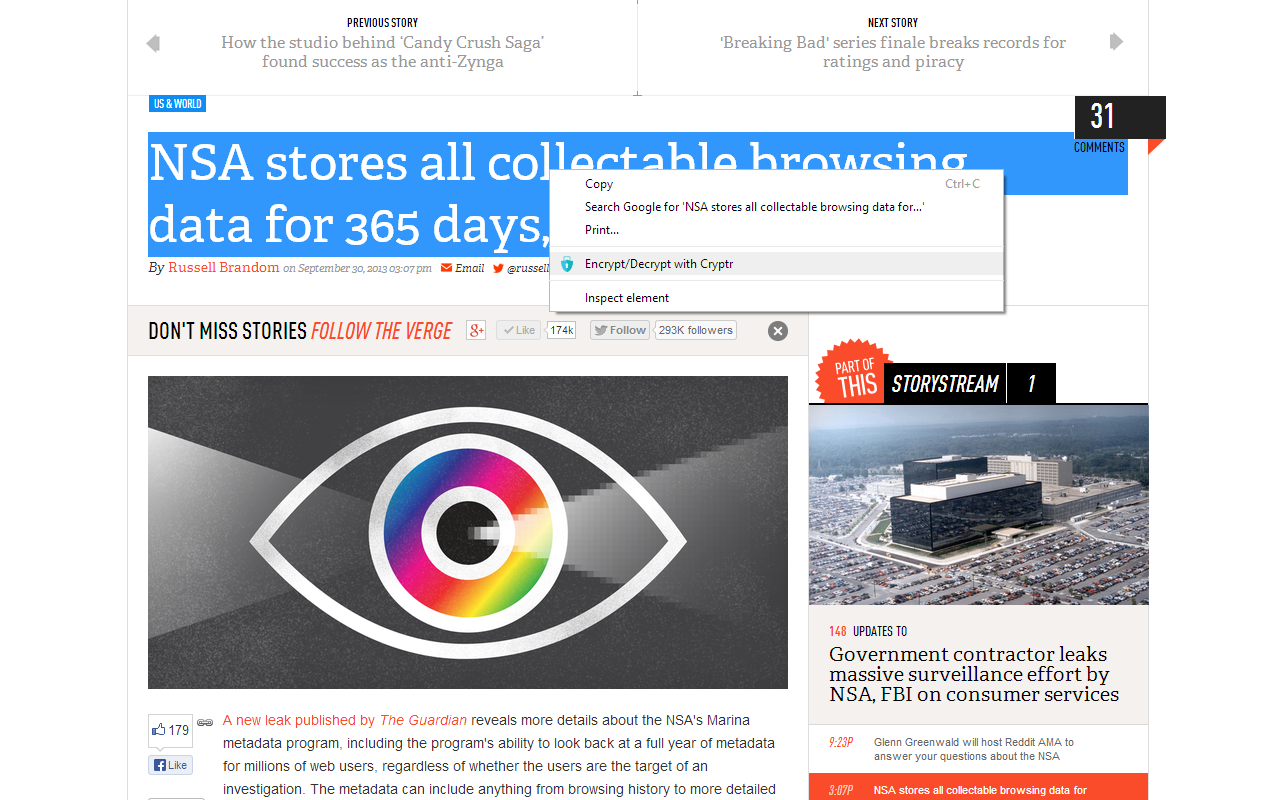 PREVIOUS STORY
How the studio behind ‘Candy Crush Saga’
found success as the anti-Zynga
NEXT STORY
'Breaking Bad' series finale breaks records for
ratings and piracy
US & WORLD
31
COMMENTS
NSA stores all collectable browsing
data for 365 days,
By Russell Brandom on September 30, 2013 03:07 pm Email @russell
Copy Ctrl+C
Search Google for 'NSA stores all collectable browsing data for...'
Print...
Encrypt/Decrypt with Cryptr
Inspect element
DON'T MISS STORIES FOLLOW THE VERGE
g+ Like 174k Follow 293K followers
PART OF
THIS
STORYSTREAM 1
148 UPDATES TO
Government contractor leaks
massive surveillance effort by
NSA, FBI on consumer services
9:23P Glenn Greenwald will host Reddit AMA to
answer your questions about the NSA
3:07P NSA stores all collectable browsing data for
179
Like
A new leak published by The Guardian reveals more details about the NSA's Marina
metadata program, including the program's ability to look back at a full year of metadata
for millions of web users, regardless of whether the users are the target of an
investigation. The metadata can include anything from browsing history to more detailed